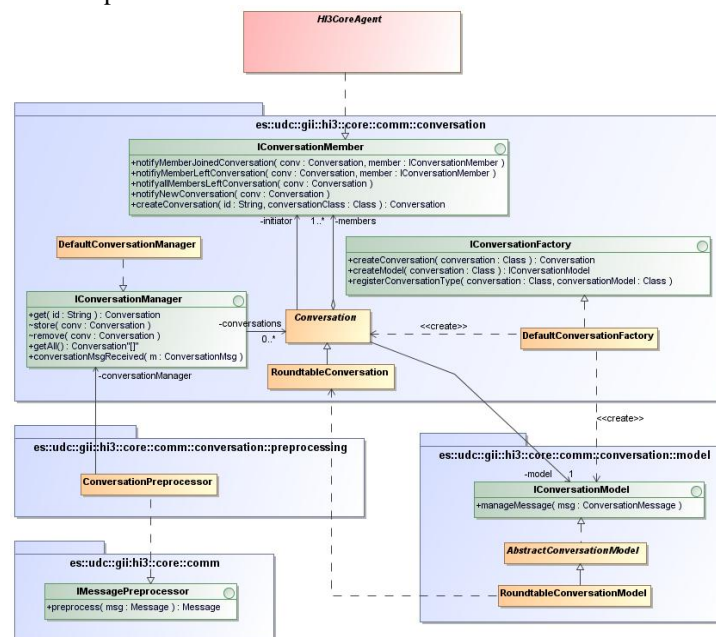 HI3CoreAgent
es::udc::gii::hi3::core::comm::conversation
IConversationMember
+notifyMemberJoinedConversation( conv : Conversation, member : IConversationMember )
+notifiyMemberLeftConversation( conv : Conversation, member : IConversationMember )
+notifyallMembersLeftConversation( conv : Conversation )
+notifyNewConversation( conv : Conversation )
+createConversation( id : String, conversationClass : Class ) : Conversation
-initiator
1..*
-members
DefaultConversationManager
IConversationFactory
+createConversation( conversation : Class ) : Conversation
+createModel( conversation : Class ) : IConversationModel
+registerConversationType ( conversation : Class, conversationModel : Class )
IConversationManager
+get( id : String ) : Conversation
~store( conv : Conversation )
~remove( conv : Conversation )
+getAll() : Conversation"[]"
+conversationMsgReceived( m : ConversationMsg )
-conversations
0..*
Conversation
<<create>>
DefaultConversationFactory
RoundtableConversation
-conversationManager
<<create>>
es::udc::gii::hi3::core::comm::conversation::preprocessing
ConversationPreprocessor
es::udc::gii::hi3::core::comm::conversation::model
-model
1
IConversationModel
+manageMessage( msg : ConversationMessage )
AbstractConversationModel
RoundtableConversationModel
es::udc::gii:hi3::core::comm
IMessagePreprocessor
+preprocess( msg : Message ) : Message